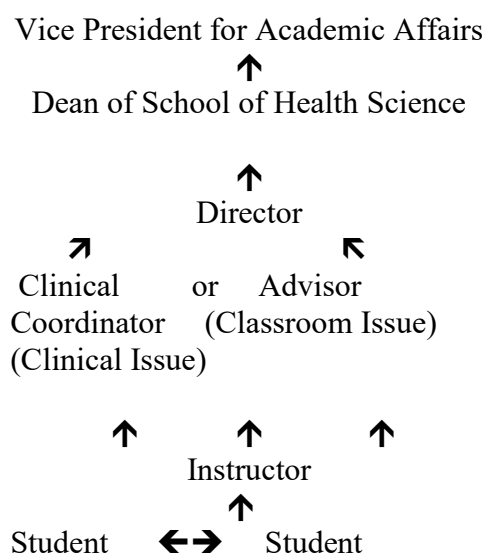 Vice President for Academic Affairs
↑
Dean of School of Health Science
↑
Director
↗ ↖
Clinical or Advisor
Coordinator (Classroom Issue)
(Clinical Issue)
↑ ↑ ↑
Instructor
↑
Student ←→ Student